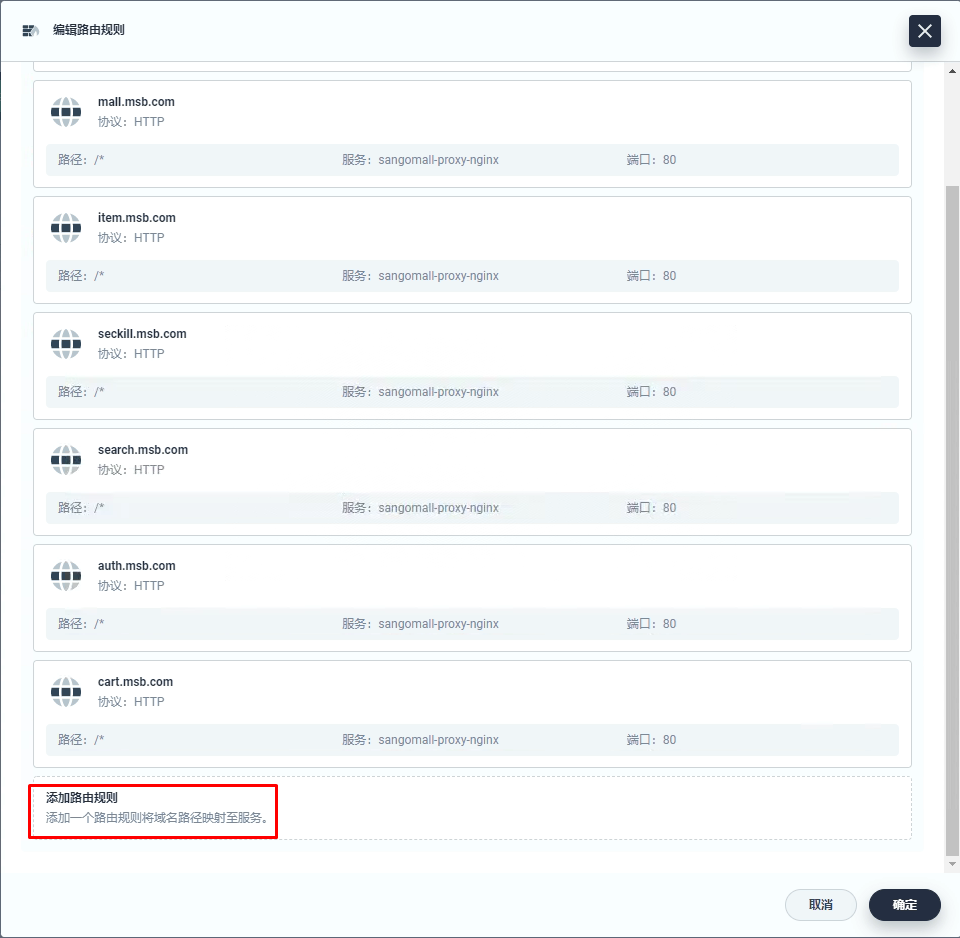 编辑路由规则
mall.msb.com
协议：HTTP
路径：/* 服务：sangomall-proxy-nginx 端口：80
item.msb.com
协议：HTTP
路径：/* 服务：sangomall-proxy-nginx 端口：80
seckill.msb.com
协议：HTTP
路径：/* 服务：sangomall-proxy-nginx 端口：80
search.msb.com
协议：HTTP
路径：/* 服务：sangomall-proxy-nginx 端口：80
auth.msb.com
协议：HTTP
路径：/* 服务：sangomall-proxy-nginx 端口：80
cart.msb.com
协议：HTTP
路径：/* 服务：sangomall-proxy-nginx 端口：80
添加路由规则
添加一个路由规则将域名路径映射至服务。
取消 确定